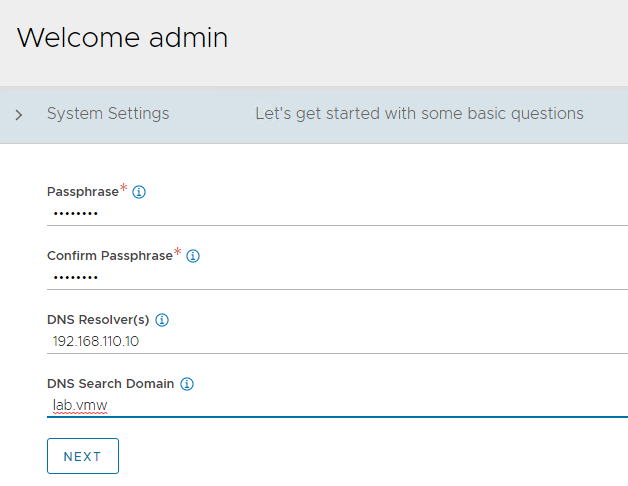 Welcome admin
System Settings Let's get started with some basic questions
Passphrase*
••••••••
Confirm Passphrase*
••••••••
DNS Resolver(s)
192.168.110.10
DNS Search Domain
lab.vmw
NEXT